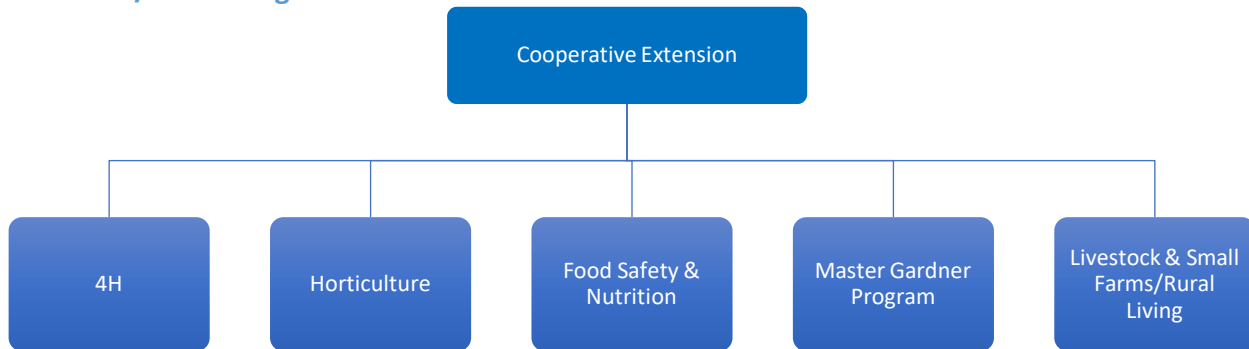 Cooperative Extension
4H
Horticulture
Food Safety &
Nutrition
Master Gardner
Program
Livestock & Small
Farms/Rural
Living